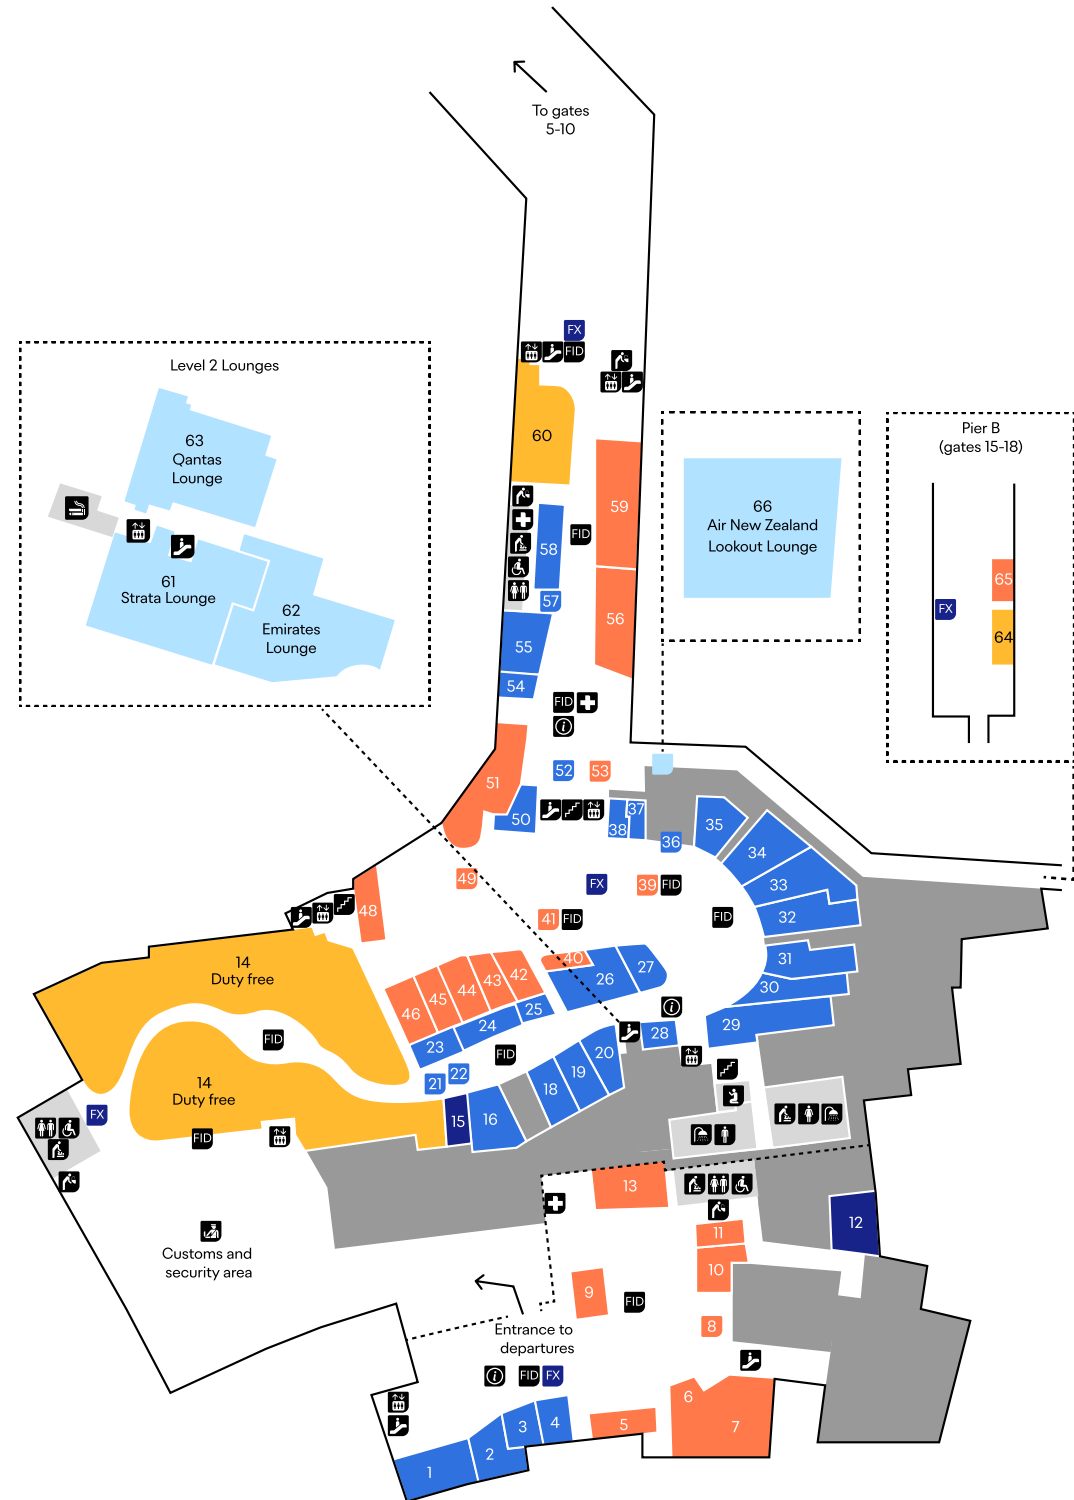 To gates
5-10
FX
FID
Level 2 Lounges
63
Qantas
Lounge
61
Strata Lounge
62
Emirates
Lounge
60
59
FID
58
57
56
55
54
66
Air New Zealand
Lookout Lounge
Pier B
(gates 15-18)
65
FX
64
FID
i
52
53
51
50
37
38
36
35
34
33
32
31
30
29
49
FX
39
FID
48
41
FID
FID
14
Duty free
40
42
43
44
45
46
27
26
25
24
23
i
28
FID
FID
20
19
18
22
21
14
Duty free
15
16
FX
FID
13
12
11
10
9
FID
8
Customs and
security area
Entrance to
departures
i
FID
FX
6
7
5
4
3
2
1